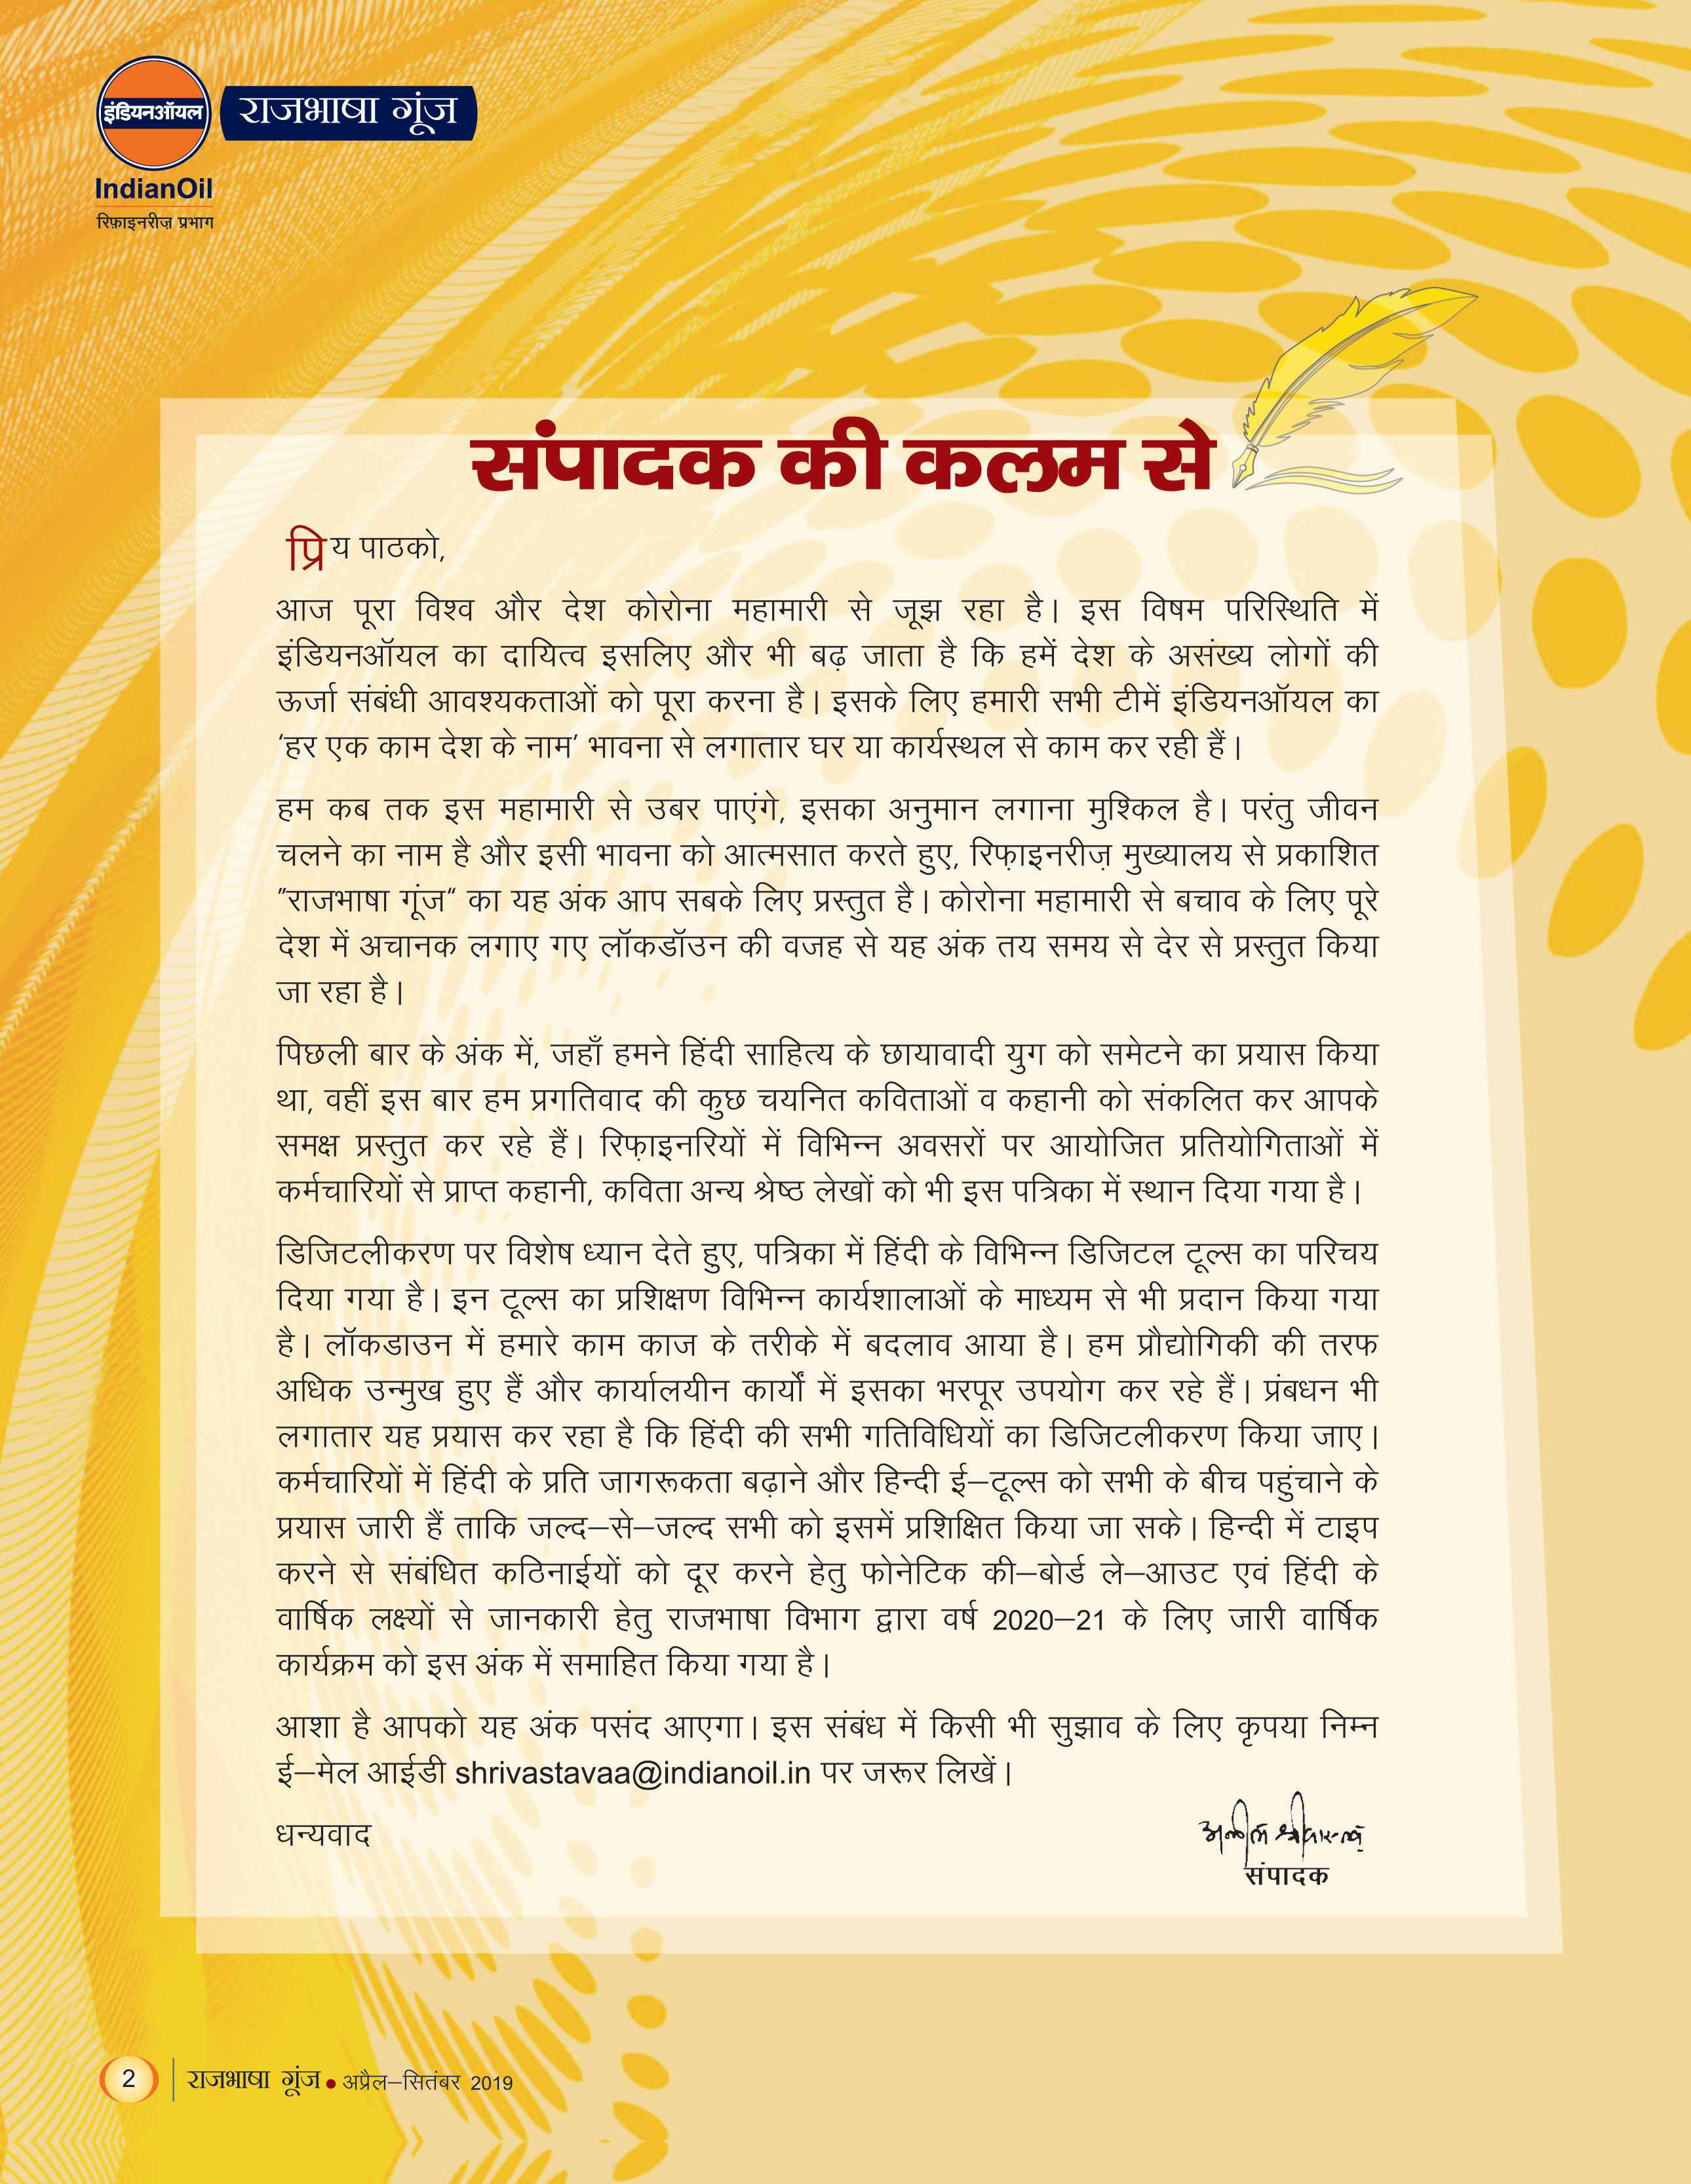 इंडियनऑयल
राजभाषा गूंज
IndianOil
रिफ़ाइनरीज़ प्रभाग
संपादक की कलम से
प्रिय पाठको,
आज पूरा विश्व और देश कोरोना महामारी से जूझ रहा है। इस विषम परिस्थिति में
इंडियनऑयल का दायित्व इसलिए और भी बढ़ जाता है कि हमें देश के असंख्य लोगों की
ऊर्जा संबंधी आवश्यकताओं को पूरा करना है। इसके लिए हमारी सभी टीमें इंडियनऑयल का
‘हर एक काम देश के नाम’ भावना से लगातार घर या कार्यस्थल से काम कर रही हैं।
हम कब तक इस महामारी से उबर पाएंगे, इसका अनुमान लगाना मुश्किल है। परंतु जीवन
चलने का नाम है और इसी भावना को आत्मसात करते हुए, रिफ़ाइनरीज़ मुख्यालय से प्रकाशित
”राजभाषा गूंज“ का यह अंक आप सबके लिए प्रस्तुत है। कोरोना महामारी से बचाव के लिए पूरे
देश में अचानक लगाए गए लॉकडॉउन की वजह से यह अंक तय समय से देर से प्रस्तुत किया
जा रहा है।
पिछली बार के अंक में, जहाँ हमने हिंदी साहित्य के छायावादी युग को समेटने का प्रयास किया
था, वहीं इस बार हम प्रगतिवाद की कुछ चयनित कविताओं व कहानी को संकलित कर आपके
समक्ष प्रस्तुत कर रहे हैं। रिफ़ाइनरियों में विभिन्न अवसरों पर आयोजित प्रतियोगिताओं में
कर्मचारियों से प्राप्त कहानी, कविता अन्य श्रेष्ठ लेखों को भी इस पत्रिका में स्थान दिया गया है।
डिजिटलीकरण पर विशेष ध्यान देते हुए, पत्रिका में हिंदी के विभिन्न डिजिटल टूल्स का परिचय
दिया गया है। इन टूल्स का प्रशिक्षण विभिन्न कार्यशालाओं के माध्यम से भी प्रदान किया गया
है। लॉकडाउन में हमारे काम काज के तरीके में बदलाव आया है। हम प्रौद्योगिकी की तरफ
अधिक उन्मुख हुए हैं और कार्यालयीन कार्यों में इसका भरपूर उपयोग कर रहे हैं। प्रंबधन भी
लगातार यह प्रयास कर रहा है कि हिंदी की सभी गतिविधियों का डिजिटलीकरण किया जाए।
कर्मचारियों में हिंदी के प्रति जागरूकता बढ़ाने और हिन्दी ई–टूल्स को सभी के बीच पहुंचाने के
प्रयास जारी हैं ताकि जल्द–से–जल्द सभी को इसमें प्रशिक्षित किया जा सके। हिन्दी में टाइप
करने से संबंधित कठिनाईयों को दूर करने हेतु फोनेटिक की–बोर्ड ले–आउट एवं हिंदी के
वार्षिक लक्ष्यों से जानकारी हेतु राजभाषा विभाग द्वारा वर्ष 2020–21 के लिए जारी वार्षिक
कार्यक्रम को इस अंक में समाहित किया गया है।
आशा है आपको यह अंक पसंद आएगा। इस संबंध में किसी भी सुझाव के लिए कृपया निम्न
ई–मेल आईडी shrivastavaa@indianoil.in पर जरूर लिखें।
धन्यवाद
संपादक
2 राजभाषा गूंज • अप्रैल–सितंबर 2019